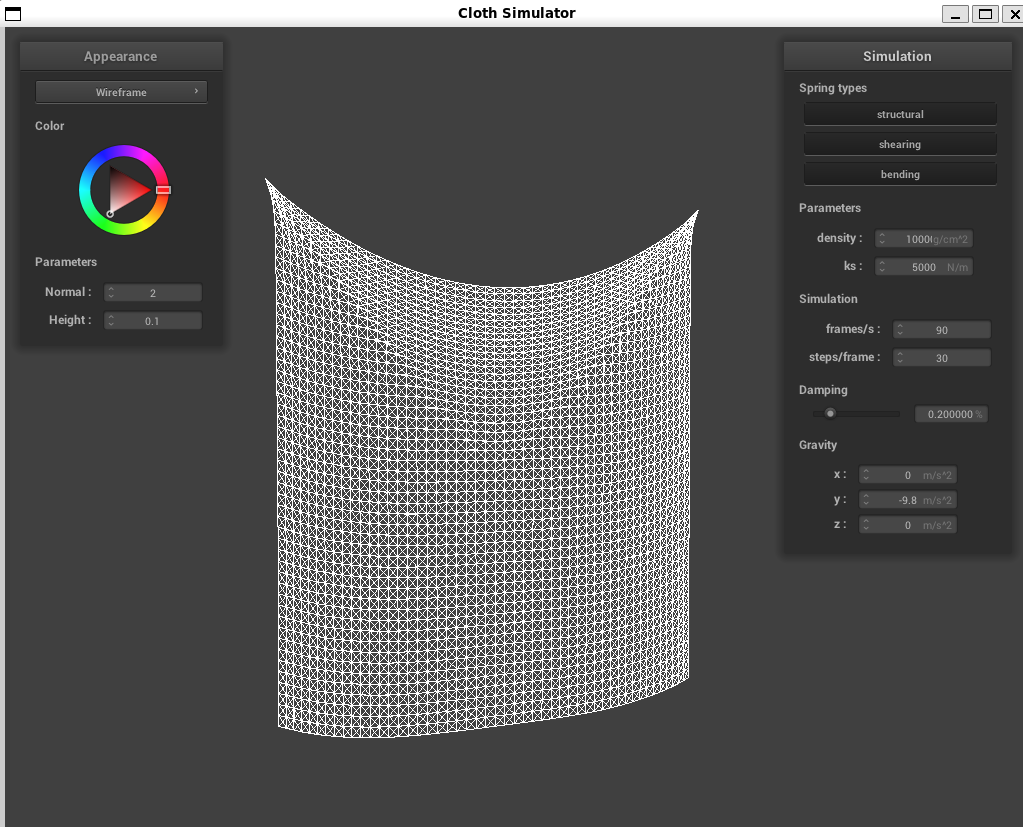 Cloth Simulator
Appearance
Wireframe
Color
Parameters
Normal : 2
Height : 0.1
Simulation
Spring types
structural
shearing
bending
Parameters
density : 1000 g/cm^2
ks : 5000 N/m
Simulation
frames/s : 90
steps/frame : 30
Damping
0.200000 %
Gravity
x : 0 m/s^2
y : -9.8 m/s^2
z : 0 m/s^2